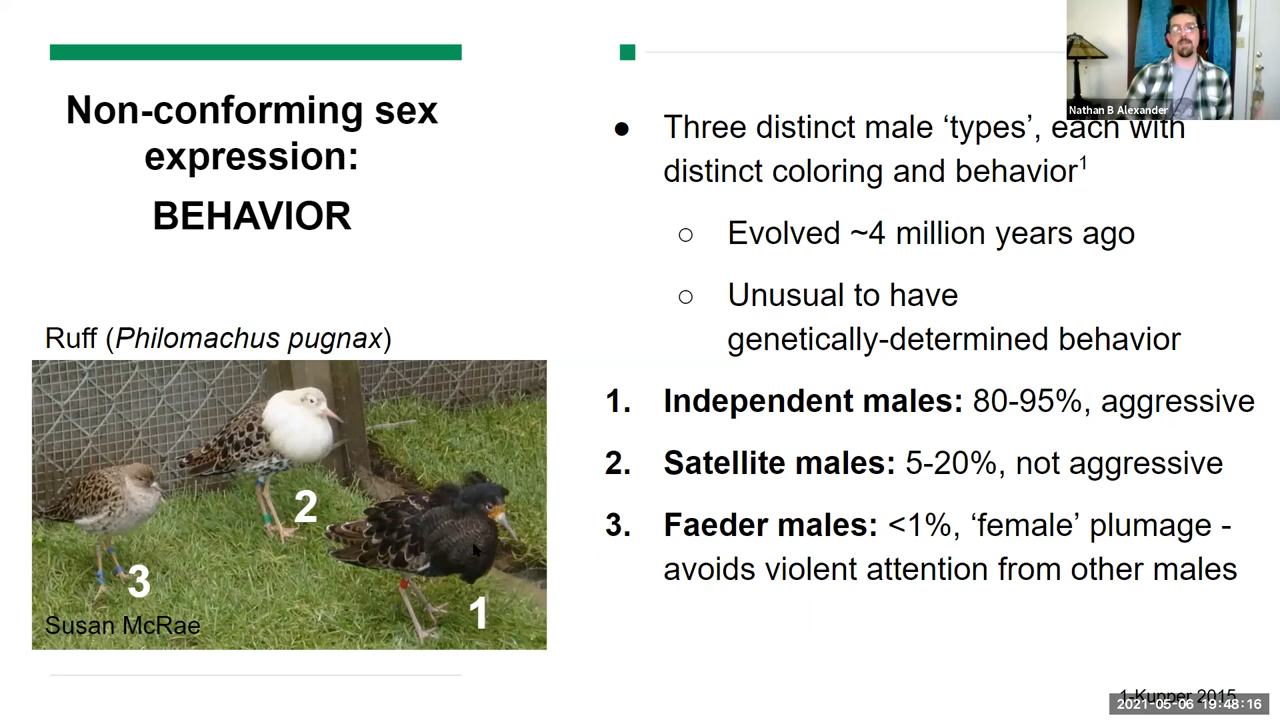 Non-conforming sex
expression:
BEHAVIOR
Ruff (Philomachus pugnax)
3
2
1
Susan McRae
Nathan B Alexander
● Three distinct male ‘types’, each with
distinct coloring and behavior1
○ Evolved ~4 million years ago
○ Unusual to have
genetically-determined behavior
1. Independent males: 80-95%, aggressive
2. Satellite males: 5-20%, not aggressive
3. Faeder males: <1%, ‘female’ plumage -
avoids violent attention from other males
1-Kupper 2015
2021-05-06 19:48:16